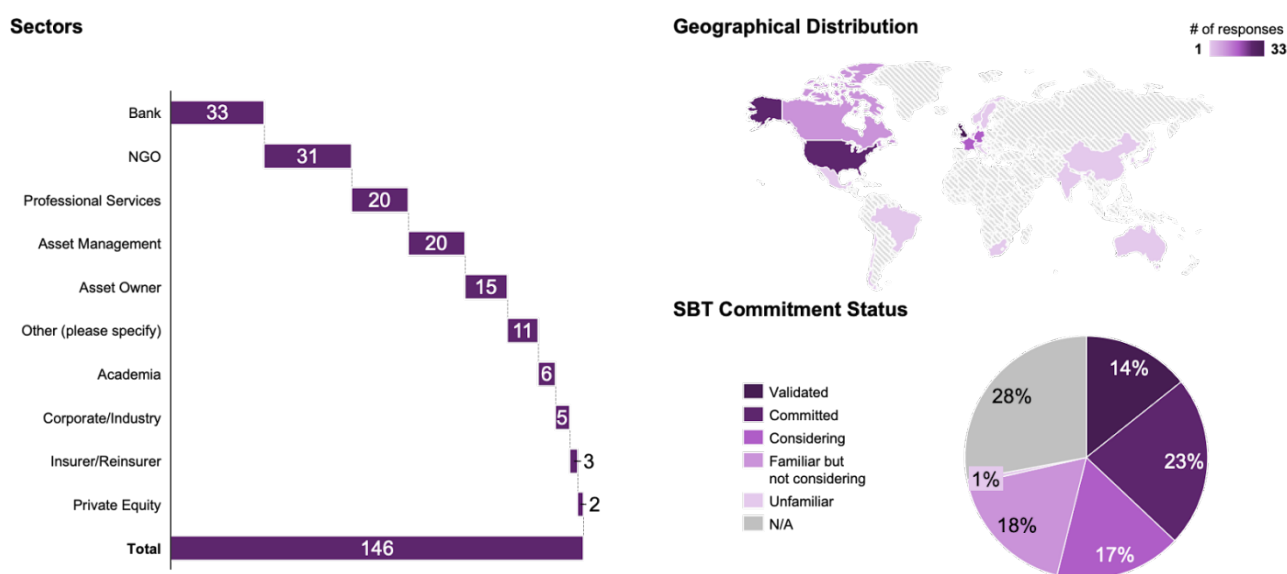 Sectors
Bank
33
NGO
31
Professional Services
20
Asset Management
20
Asset Owner
15
Other (please specify)
11
Academia
6
Corporate/Industry
5
Insurer/Reinsurer
3
Private Equity
2
Total
146
Geographical Distribution
# of responses
1 33
SBT Commitment Status
Validated
Committed
Considering
Familiar but
not considering
Unfamiliar
N/A
14%
23%
17%
18%
1%
28%